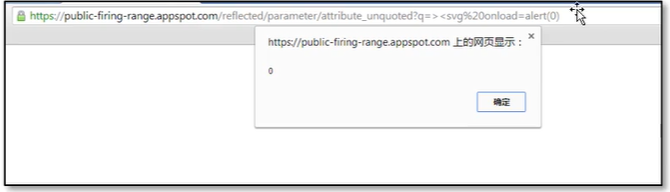 https://public-firing-range.appspot.com/reflected/parameter/attribute_unquoted?q=><svg%20onload=alert(0)
https://public-firing-range.appspot.com 上的网页显示：
0
确定